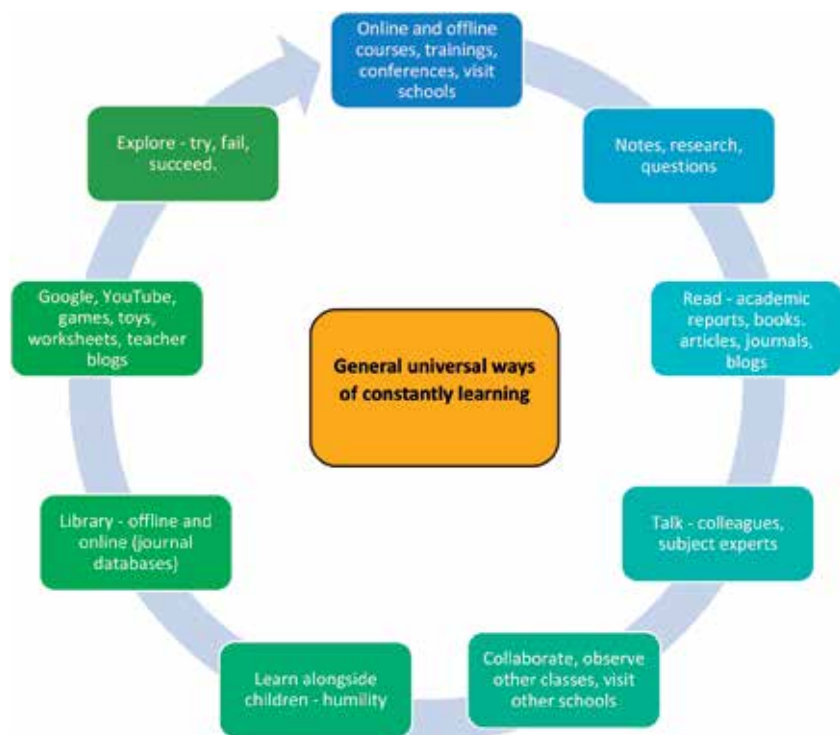 Online and offline
courses, trainings,
conferences, visit
schools
Notes, research,
questions
Read - academic
reports, books.
articles, journals,
blogs
Talk - colleagues,
subject experts
Collaborate, observe
other classes, visit
other schools
Learn alongside
children - humility
Library - offline and
online (journal
databases)
Google, YouTube,
games, toys,
worksheets, teacher
blogs
Explore - try, fail,
succeed.
General universal ways
of constantly learning